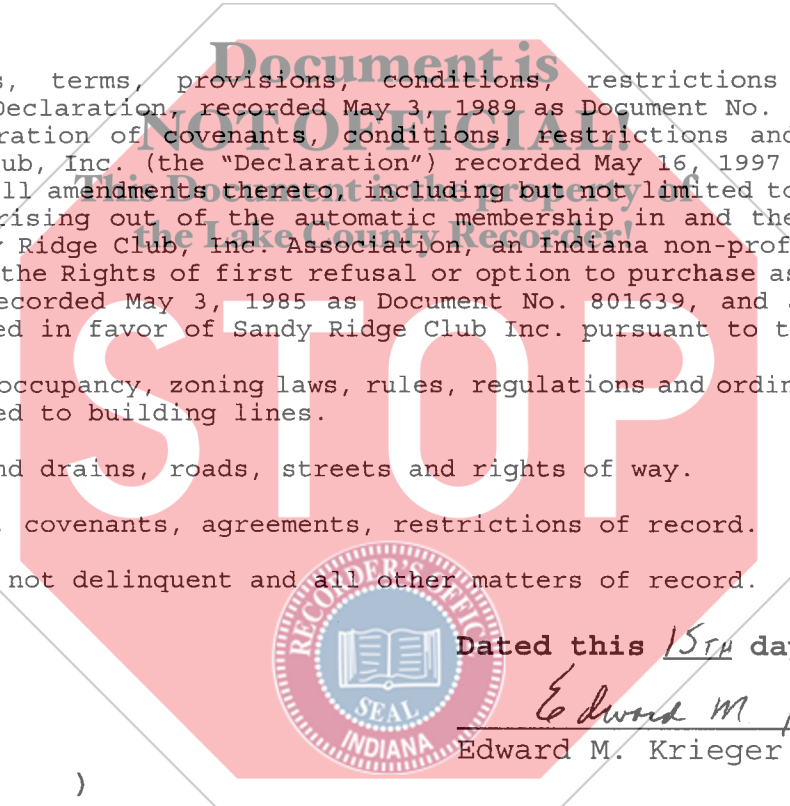 Document is
NOT OFFICIAL!
This Document is the property of
the Lake County Recorder!
STOP
s, terms, provisions, conditions, restrictions
Declaration, recorded May 3, 1989 as Document No.
ration of covenants, conditions, restrictions and
ub, Inc. (the “Declaration”) recorded May 16, 1997
ll amendments thereto, including but not limited to
rising out of the automatic membership in and the
y Ridge Club, Inc. Association, an Indiana non-prof
the Rights of first refusal or option to purchase as
ecorded May 3, 1985 as Document No. 801639, and
ed in favor of Sandy Ridge Club Inc. pursuant to t
occupancy, zoning laws, rules, regulations and ordin
ed to building lines.
nd drains, roads, streets and rights of way.
, covenants, agreements, restrictions of record.
not delinquent and all other matters of record.
RECORDER'S OFFICE
SEAL
INDIANA
Dated this 15TH day
Edward M
Edward M. Krieger
)